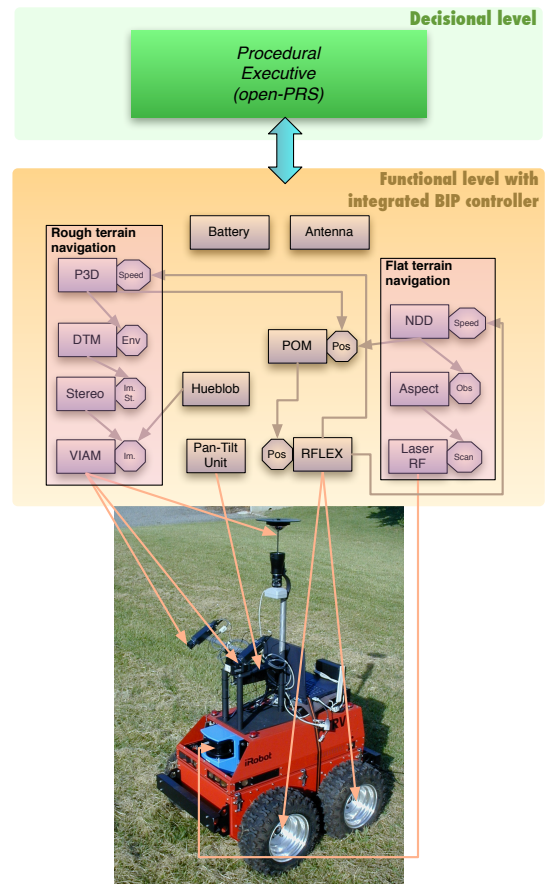 Decisional level
Procedural
Executive
(open-PRS)
Functional level with
integrated BIP controller
Battery
Antenna
Rough terrain
navigation
P3D
Speed
DTM
Env
Stereo
Im.
St.
VIAM
Im.
Hueblob
Pan-Tilt
Unit
POM
Pos
Pos
RFLEX
Flat terrain
navigation
NDD
Speed
Aspect
Obs
Laser
RF
Scan
RV
iRobot